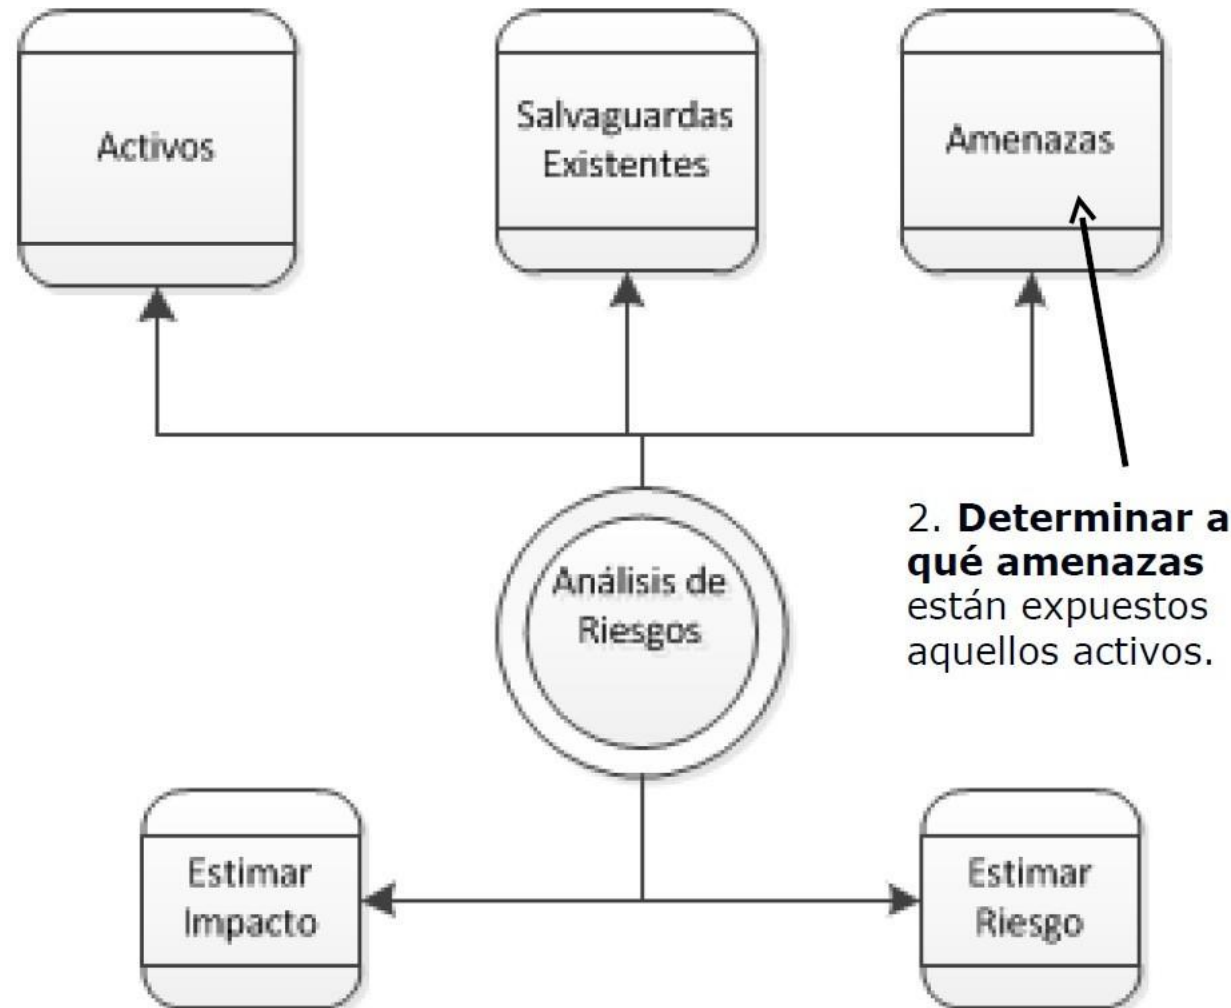 Activos
Salvaguardas
Existentes
Amenazas
2. Determinar a
qué amenazas
están expuestos
aquellos activos.
Análisis de
Riesgos
Estimar
Impacto
Estimar
Riesgo